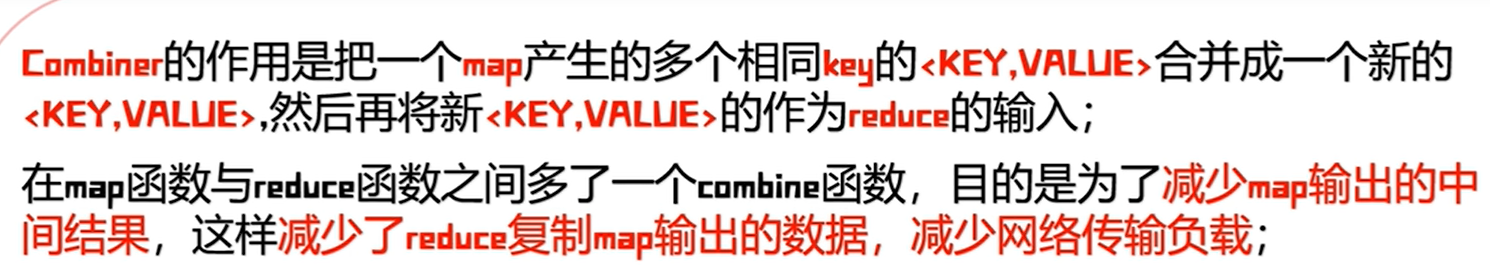 Combiner的作用是把一个map产生的多个相同key的<KEY,VALUE>合并成一个新的
<KEY,VALUE>,然后再将新<KEY,VALUE>的作为reduce的输入；
在map函数与reduce函数之间多了一个combine函数，目的是为了减少map输出的中
间结果，这样减少了reduce复制map输出的数据，减少网络传输负载；